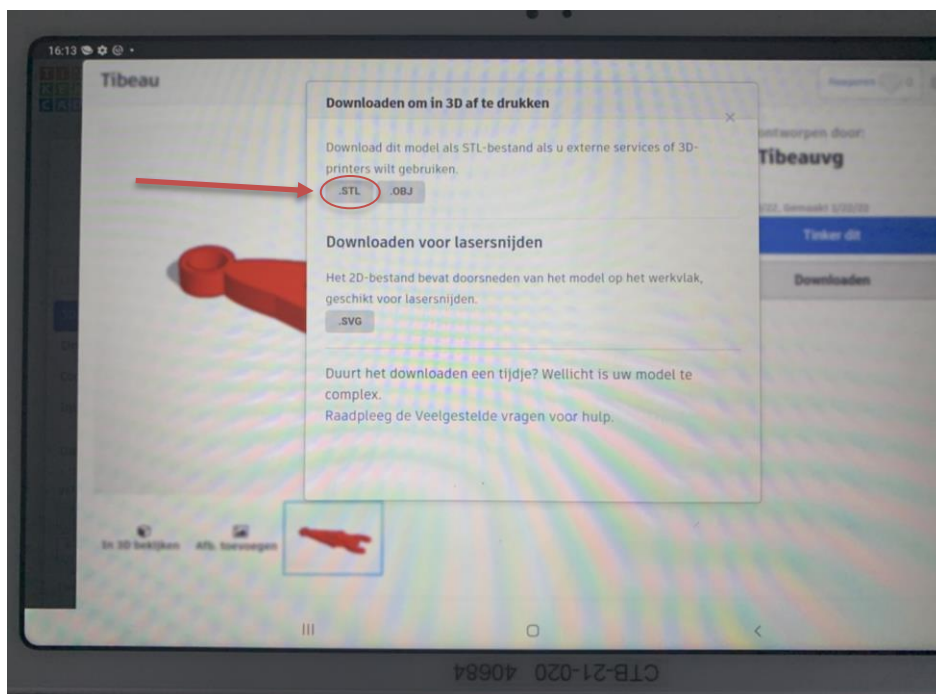 16:13
Tibeau
Downloaden om in 3D af te drukken
Download dit model als STL-bestand als u externe services of 3D-
printers wilt gebruiken.
.STL
.OBJ
Downloaden voor lasersnijden
Het 2D-bestand bevat doorsneden van het model op het werkvlak,
geschikt voor lasersnijden.
.SVG
Duurt het downloaden een tijdje? Wellicht is uw model te
complex.
Raadpleeg de Veelgestelde vragen voor hulp.
ontworpen door:
Tibeauvg
Tinker dit
Downloaden
In 3D bekijken
Afb. toevoegen
CTB-21-020 40684